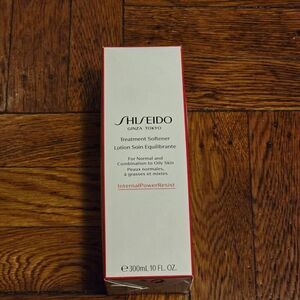 SHISEIDO
GINZA TOKYO
Treatment Softener
Lotion Soin Equilibrante
For Normal and
Combination to Oily Skin
Peaux normales,
à grasses et mixtes
InternalPowerResist
℮ 300mL 10 FL. OZ.